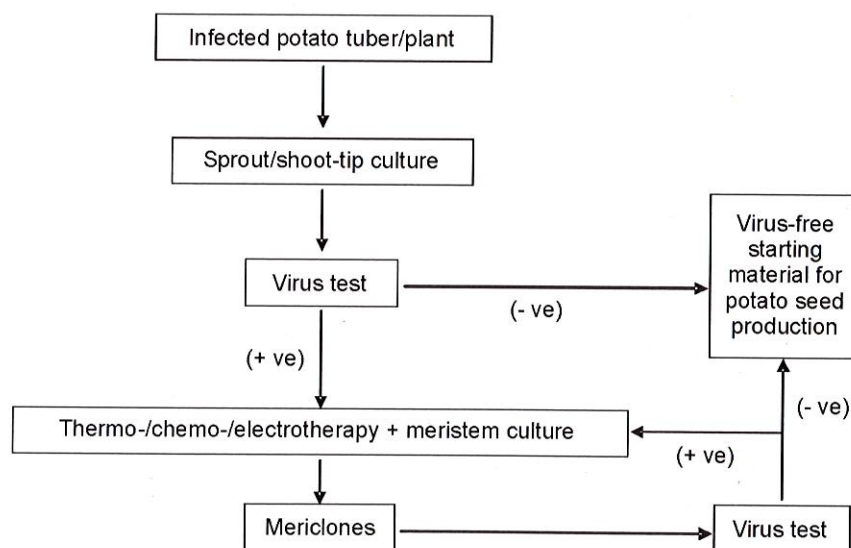 Infected potato tuber/plant
Sprout/shoot-tip culture
Virus test
(- ve)
Virus-free
starting
material for
potato seed
production
(+ ve)
(- ve)
Thermo-/chemo-/electrotherapy + meristem culture
(+ ve)
Mericlones
Virus test